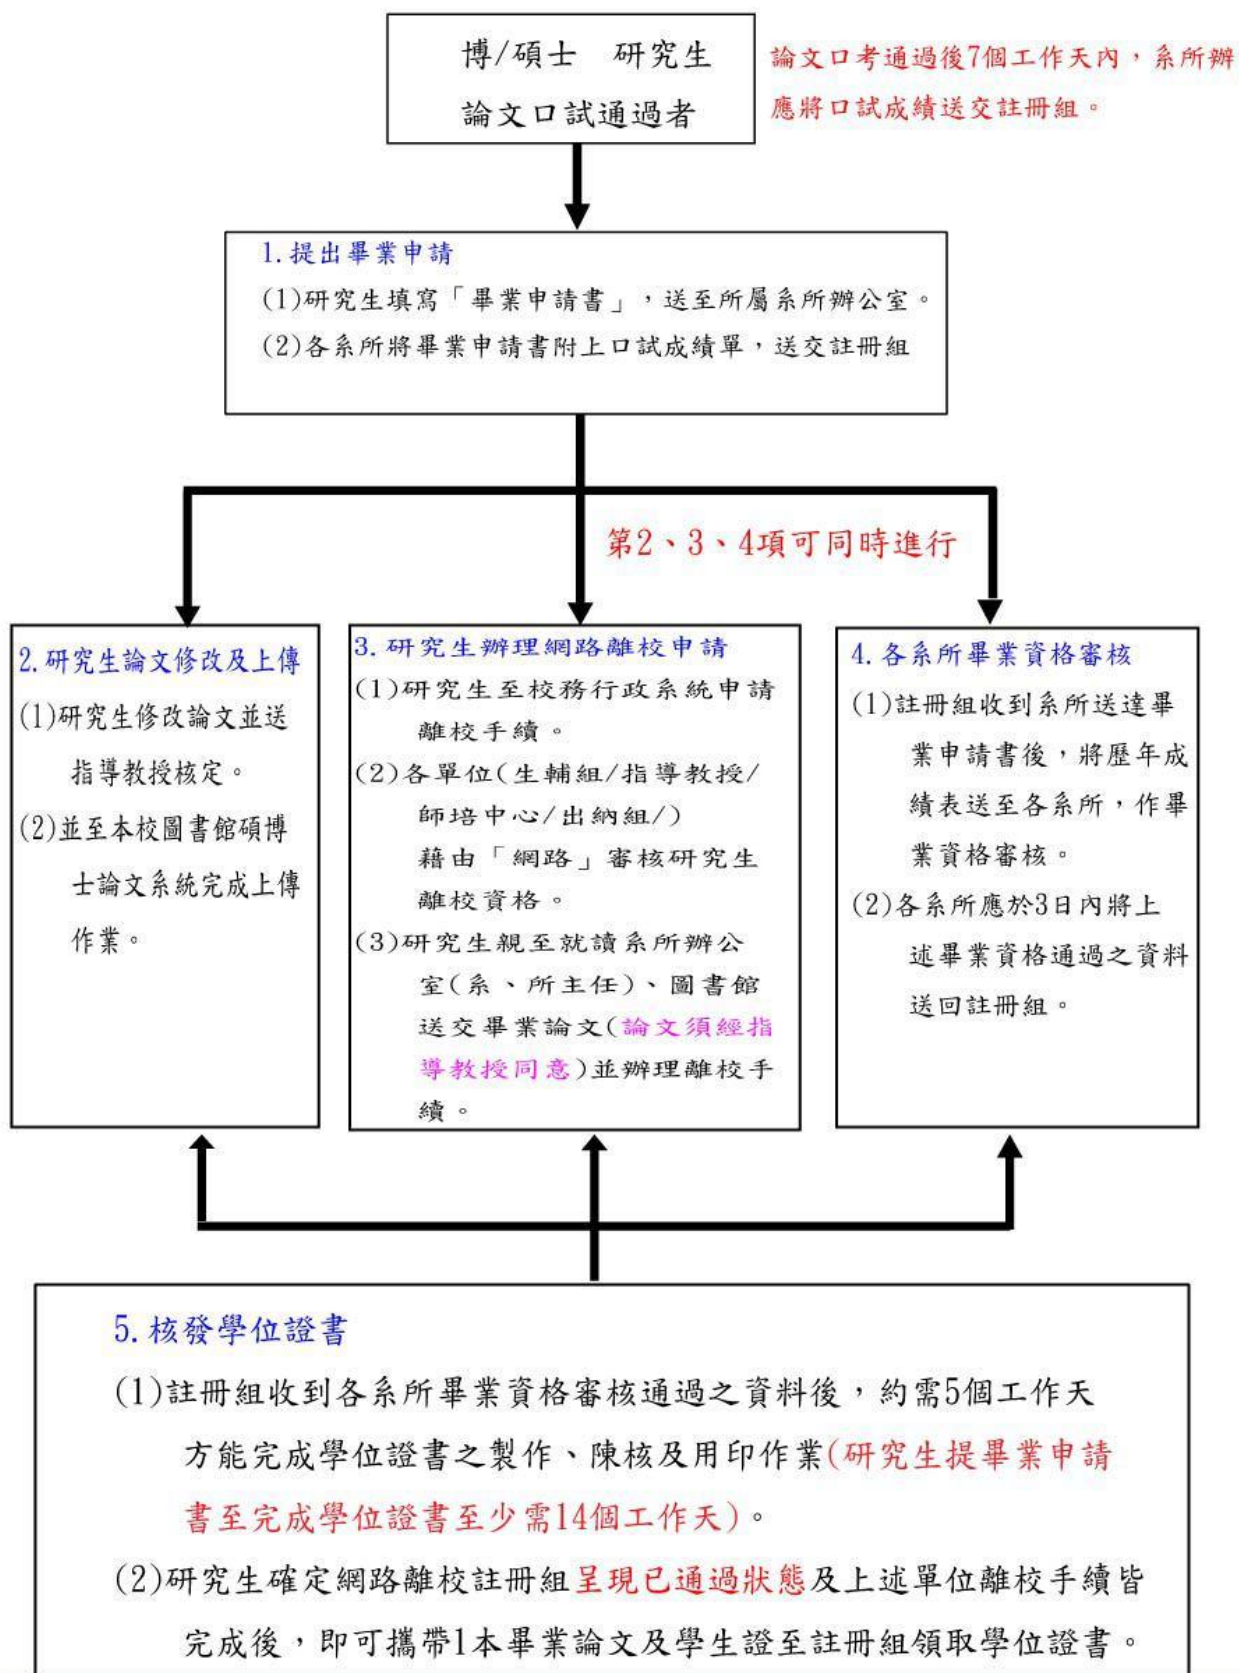 博/碩士　研究生
論文口試通過者
論文口考通過後7個工作天內，系所辦
應將口試成績送交註冊組。
1.提出畢業申請
(1)研究生填寫「畢業申請書」，送至所屬系所辦公室。
(2)各系所將畢業申請書附上口試成績單，送交註冊組
第2、3、4項可同時進行
2.研究生論文修改及上傳
(1)研究生修改論文並送
指導教授核定。
(2)並至本校圖書館碩博
士論文系統完成上傳
作業。
3.研究生辦理網路離校申請
(1)研究生至校務行政系統申請
離校手續。
(2)各單位(生輔組/指導教授/
師培中心/出納組/)
藉由「網路」審核研究生
離校資格。
(3)研究生親至就讀系所辦公
室(系、所主任)、圖書館
送交畢業論文(論文須經指
導教授同意)並辦理離校手
續。
4.各系所畢業資格審核
(1)註冊組收到系所送達畢
業申請書後，將歷年成
績表送至各系所，作畢
業資格審核。
(2)各系所應於3日內將上
述畢業資格通過之資料
送回註冊組。
5.核發學位證書
(1)註冊組收到各系所畢業資格審核通過之資料後，約需5個工作天
方能完成學位證書之製作、陳核及用印作業(研究生提畢業申請
書至完成學位證書至少需14個工作天)。
(2)研究生確定網路離校註冊組呈現已通過狀態及上述單位離校手續皆
完成後，即可攜帶1本畢業論文及學生證至註冊組領取學位證書。